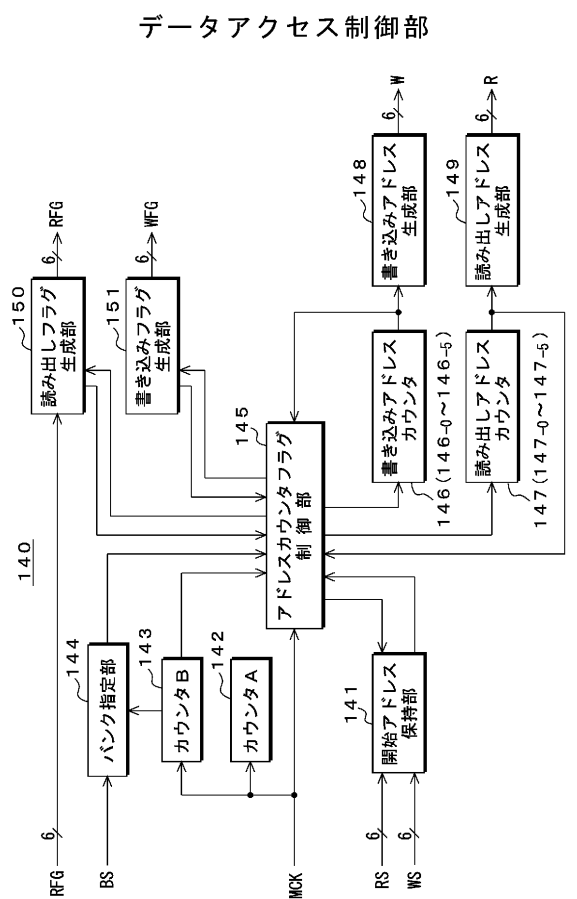 データアクセス制御部
140
RFG
6
150
読み出しフラグ
生成部
6
RFG
151
書き込みフラグ
生成部
6
WFG
BS
144
バンク指定部
143
カウンタB
142
カウンタA
MCK
145
アドレスカウンタフラグ
制御部
RS
6
WS
6
141
開始アドレス
保持部
書き込みアドレス
カウンタ
146(146-0～146-5)
148
書き込みアドレス
生成部
6
W
読み出しアドレス
カウンタ
147(147-0～147-5)
149
読み出しアドレス
生成部
6
R